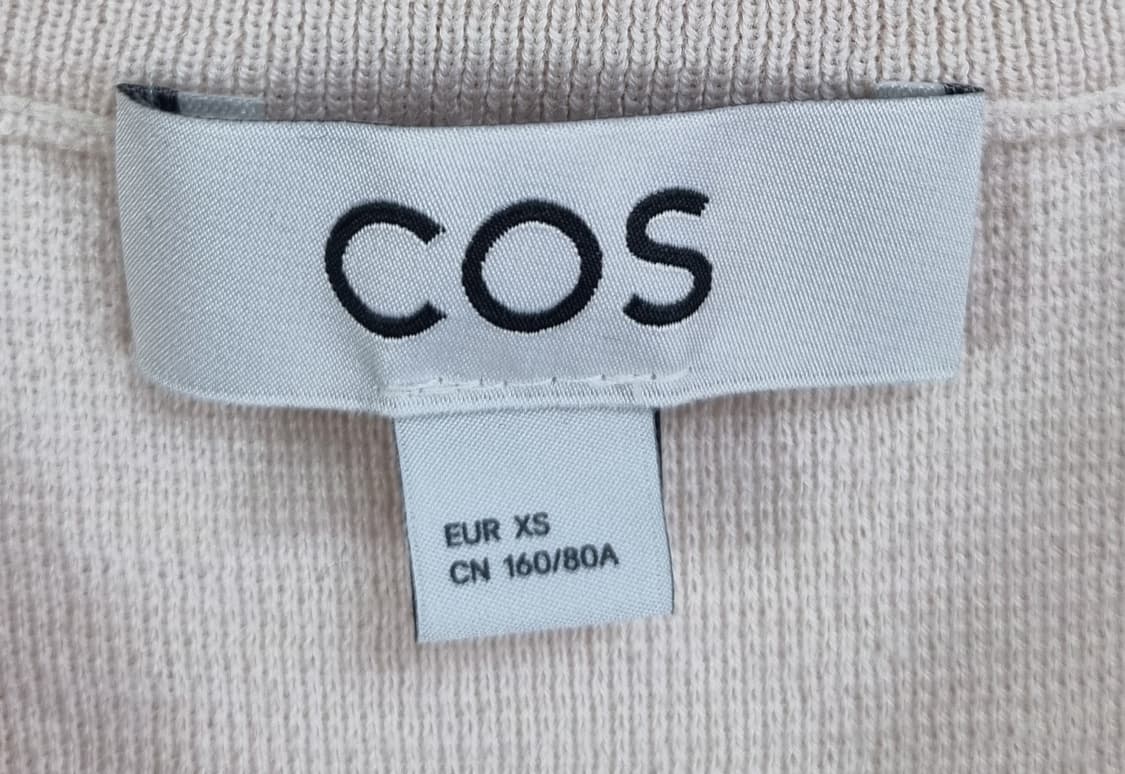 COS
EUR XS
CN 160/80A